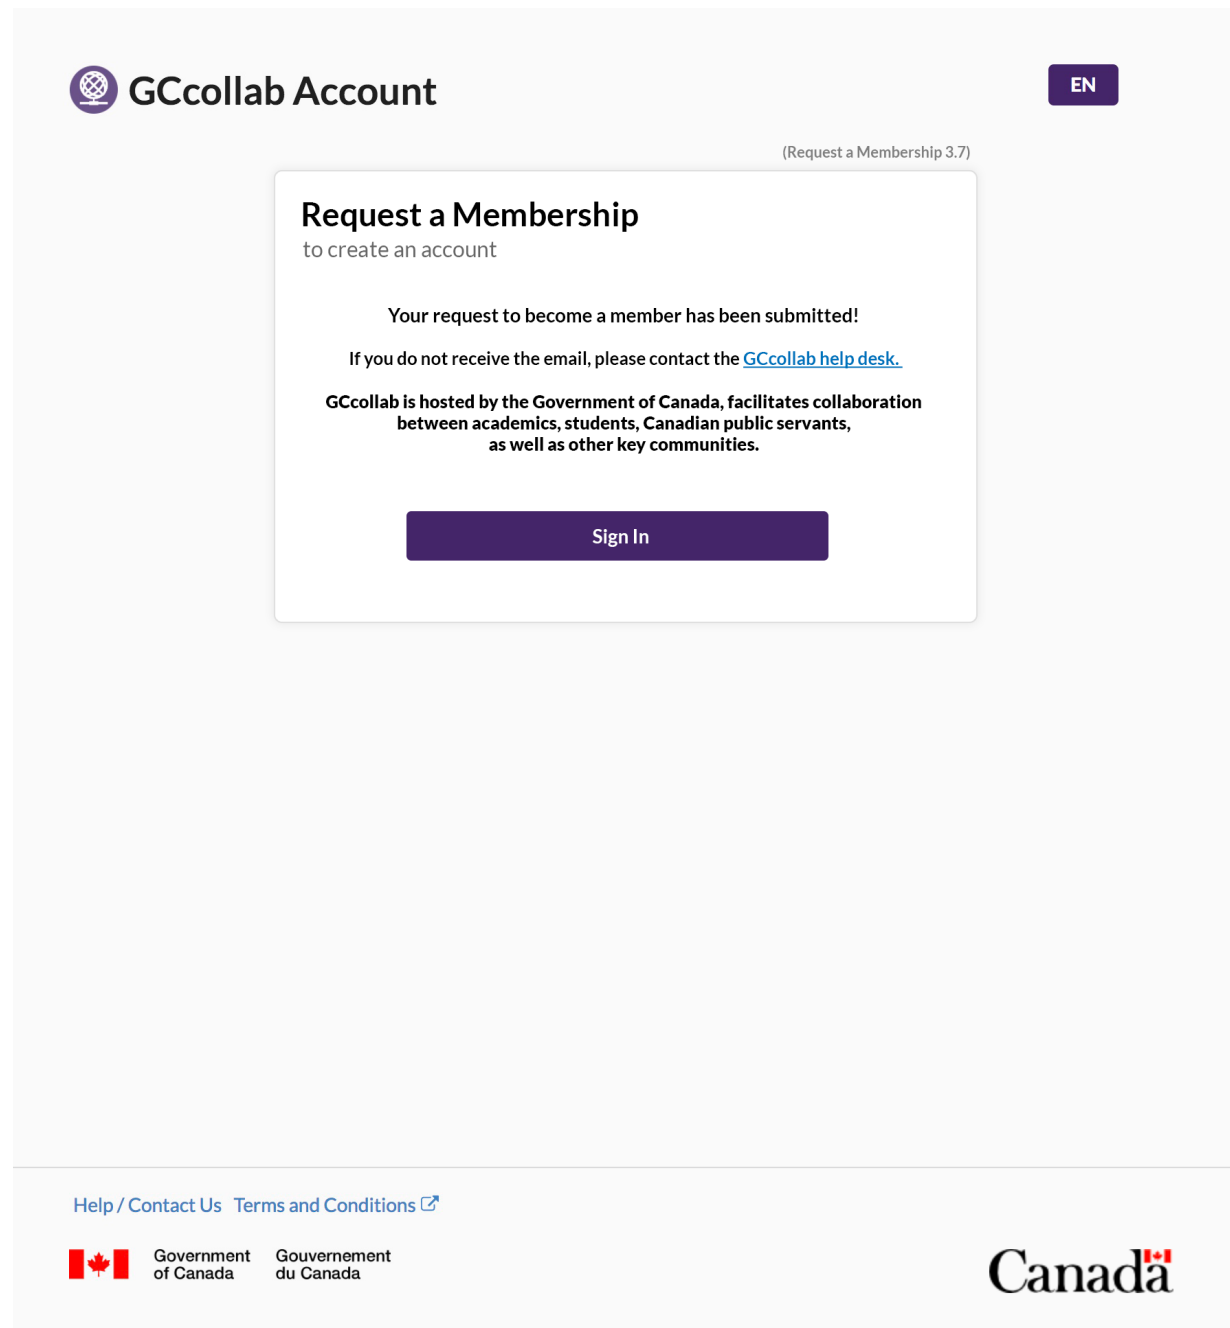 GCcollab Account
EN
(Request a Membership 3.7)
Request a Membership
to create an account
Your request to become a member has been submitted!
If you do not receive the email, please contact the GCcollab help desk.
GCcollab is hosted by the Government of Canada, facilitates collaboration
between academics, students, Canadian public servants,
as well as other key communities.
Sign In
Help / Contact Us Terms and Conditions
Government Gouvernement
of Canada du Canada
Canada